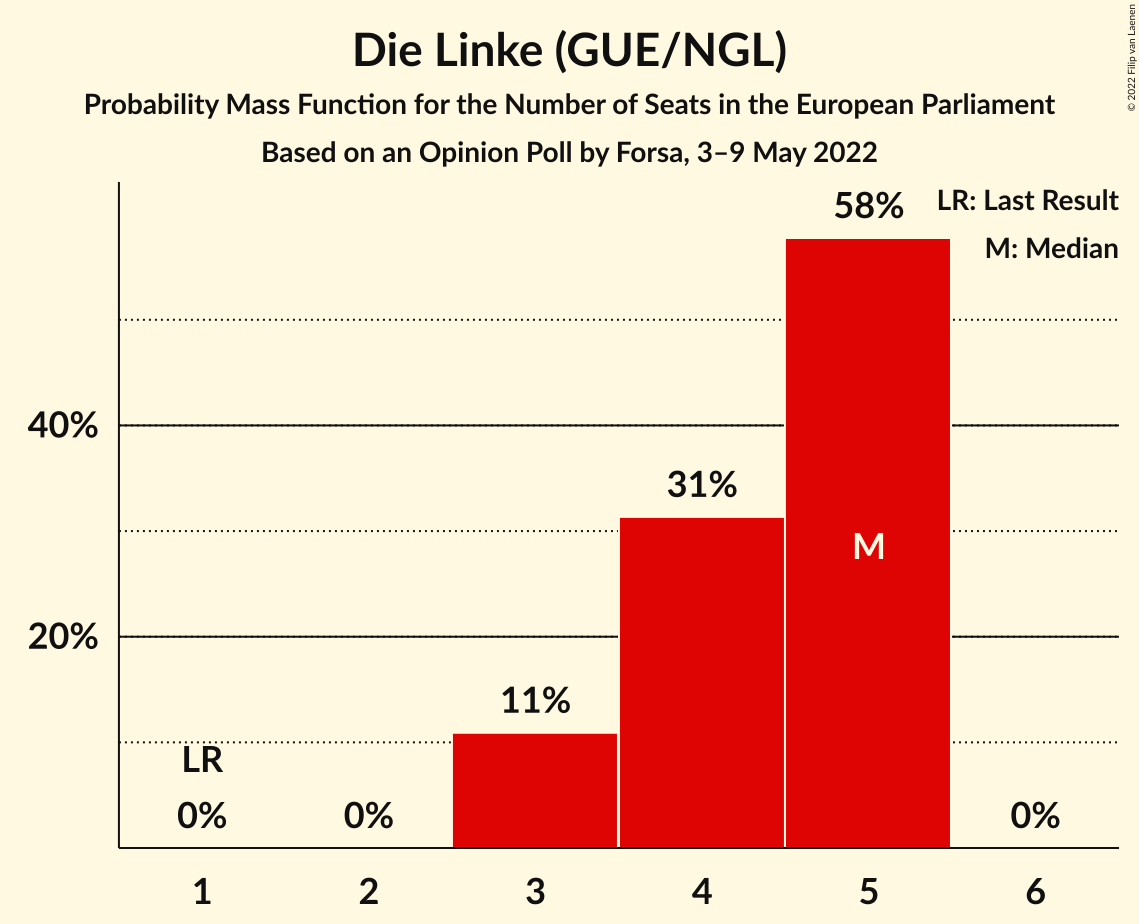 Die Linke (GUE/NGL)
Probability Mass Function for the Number of Seats in the European Parliament
Based on an Opinion Poll by Forsa, 3–9 May 2022
© 2022 Filip van Laenen
58%
LR: Last Result
M: Median
40%
31%
M
20%
11%
LR
0%
0%
0%
1
2
3
4
5
6